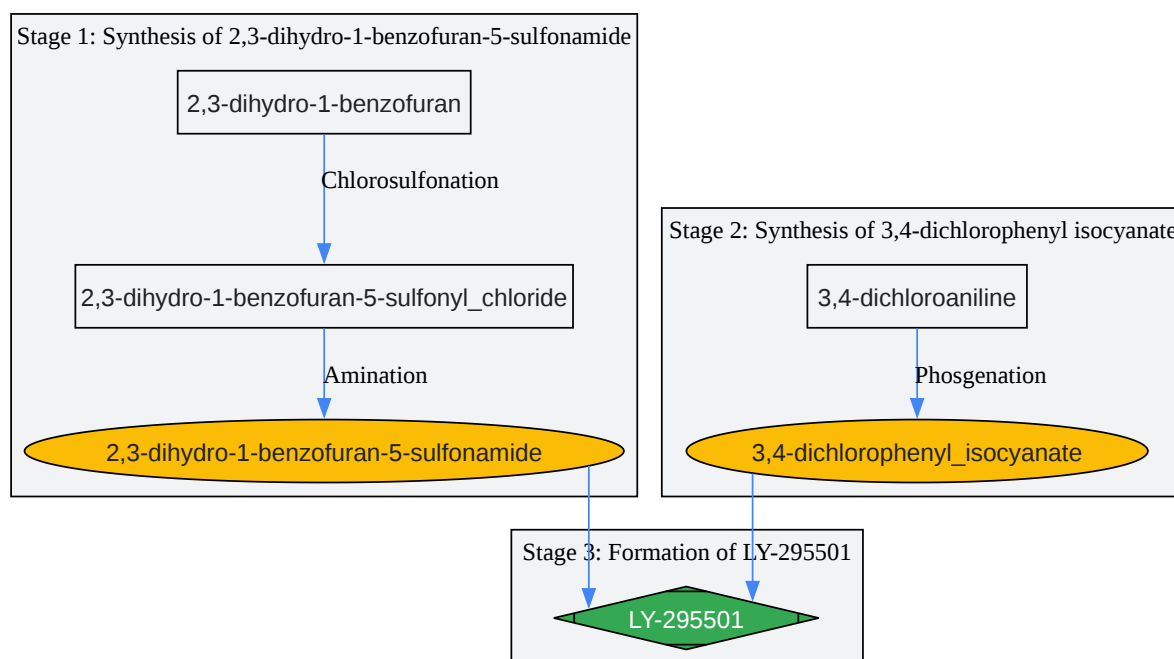 Stage 1: Synthesis of 2,3-dihydro-1-benzofuran-5-sulfonamide
2,3-dihydro-1-benzofuran
Chlorosulfonation
2,3-dihydro-1-benzofuran-5-sulfonyl_chloride
Amination
2,3-dihydro-1-benzofuran-5-sulfonamide
Stage 2: Synthesis of 3,4-dichlorophenyl isocyanate
3,4-dichloroaniline
Phosgenation
3,4-dichlorophenyl_isocyanate
Stage 3: Formation of LY-295501
LY-295501